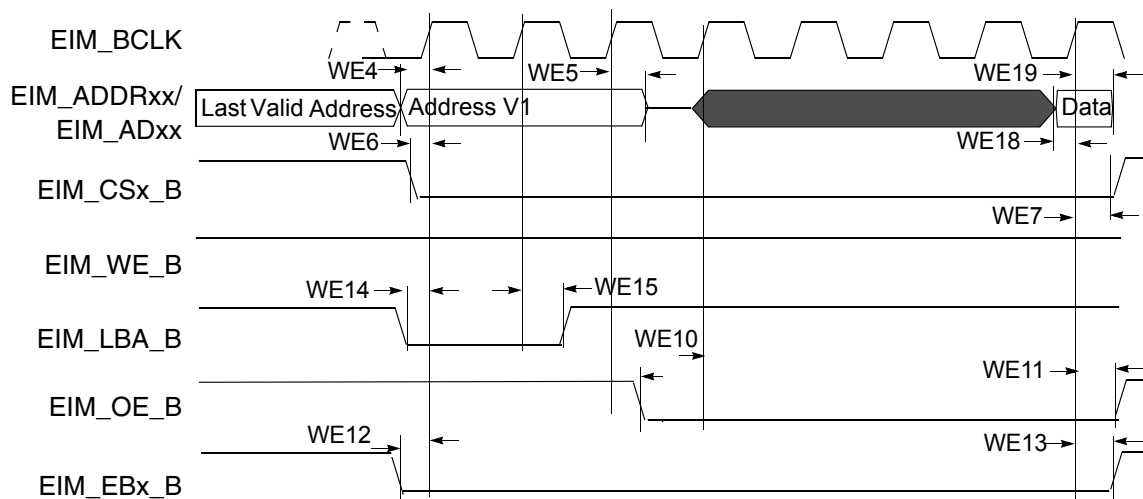 EIM_BCLK
WE4
WE5
WE19
EIM_ADDRxx/
EIM_ADxx
Last Valid Address
Address V1
Data
WE6
WE18
EIM_CSx_B
WE7
EIM_WE_B
WE14
WE15
EIM_LBA_B
WE10
WE11
EIM_OE_B
WE12
WE13
EIM_EBx_B